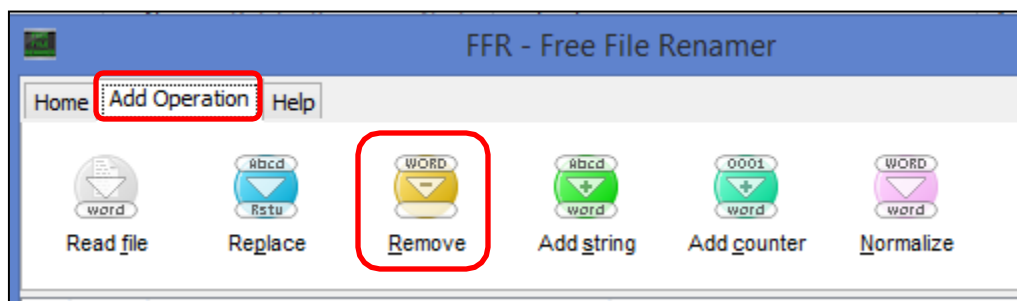 FFR - Free File Renamer
Home Add Operation Help
WORD Abcd WORD Abcd 0001 WORD
word Rstu word word word
Read file Replace Remove Add string Add counter Normalize